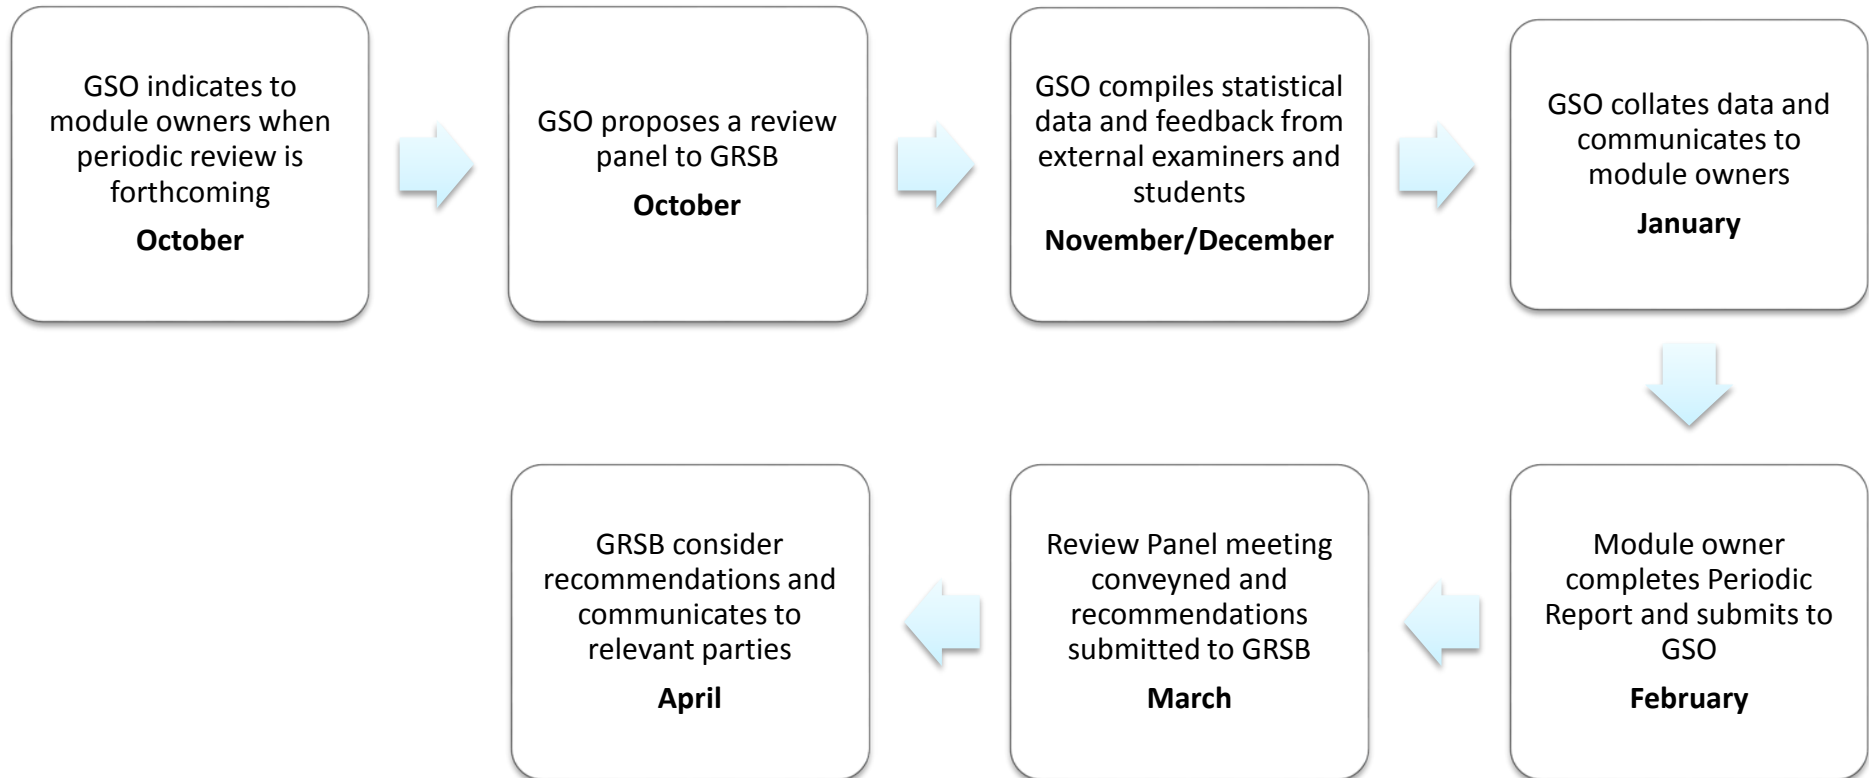 GSO indicates to
module owners when
periodic review is
forthcoming
October
GSO proposes a review
panel to GRSB
October
GSO compiles statistical
data and feedback from
external examiners and
students
November/December
GSO collates data and
communicates to
module owners
January
Module owner
completes Periodic
Report and submits to
GSO
February
Review Panel meeting
conveyned and
recommendations
submitted to GRSB
March
GRSB consider
recommendations and
communicates to
relevant parties
April